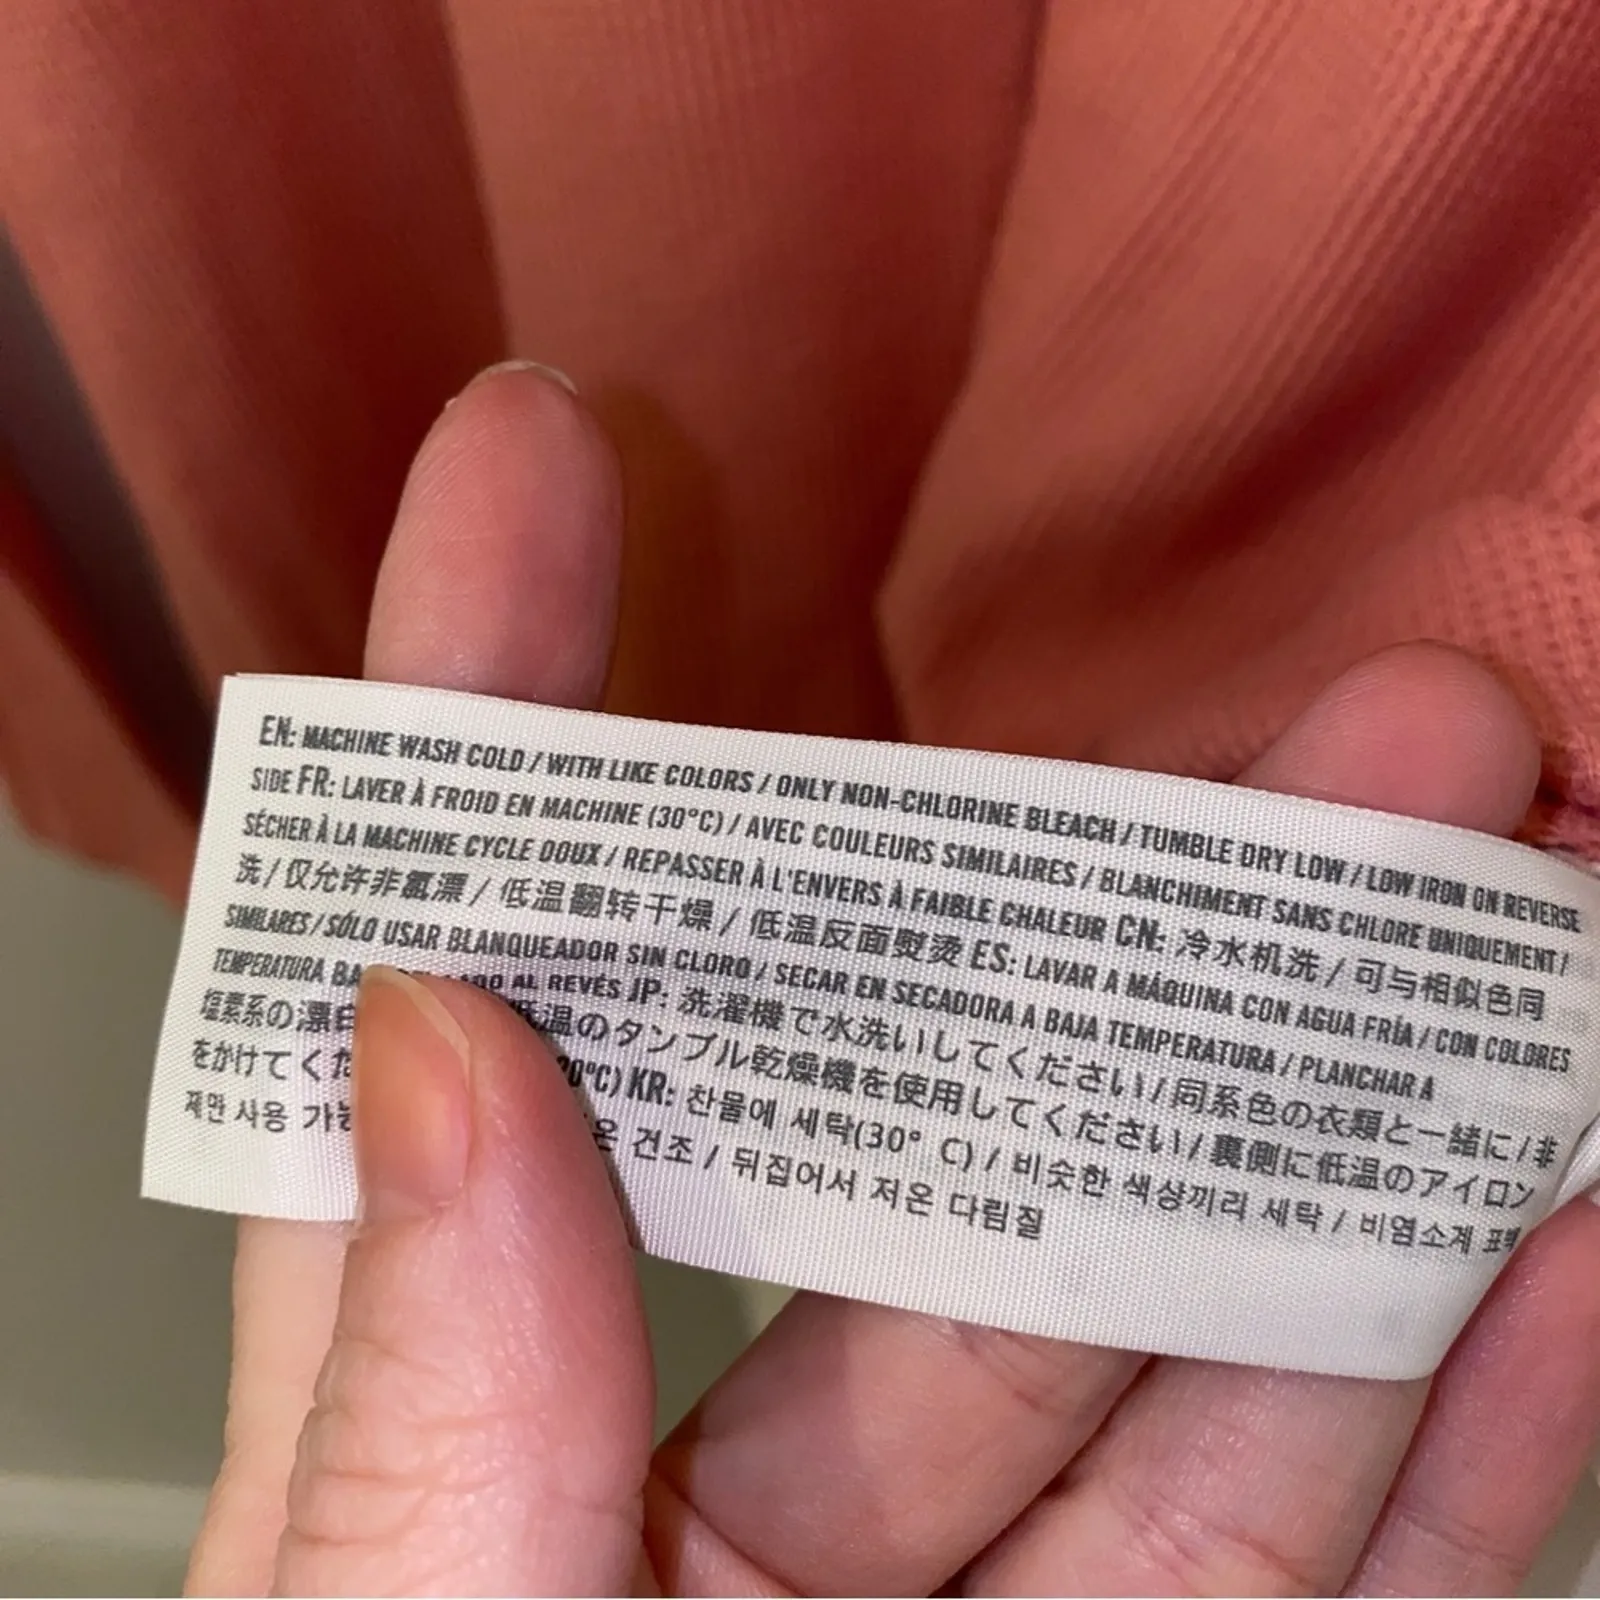 EN: MACHINE WASH COLD / WITH LIKE COLORS / ONLY NON-CHLORINE BLEACH / TUMBLE DRY LOW / LOW IRON ON REVERSE
SIDE FR: LAVER À FROID EN MACHINE (30°C) / AVEC COULEURS SIMILAIRES / BLANCHIMENT SANS CHLORE UNIQUEMENT /
SÉCHER À LA MACHINE CYCLE DOUX / REPASSER À L'ENVERS À FAIBLE CHALEUR CN: 冷水机洗 / 可与相似色同
洗 / 仅允许非氯漂 / 低温翻转干燥 / 低温反面熨烫 ES: LAVAR A MÁQUINA CON AGUA FRÍA / CON COLORES
SIMILARES / SÓLO USAR BLANQUEADOR SIN CLORO / SECAR EN SECADORA A BAJA TEMPERATURA / PLANCHAR A
TEMPERATURA AL REVÉS JP: 洗濯機で水洗いしてください / 同系色の衣類と一緒に / 非
塩素系の漂白 低温のタンブル乾燥機を使用してください / 裏側に低温のアイロン
をかけてくだ KR: 찬물에 세탁(30° C) / 비슷한 색상끼리 세탁 / 비염소계 표백
제만 사용 건조 / 뒤집어서 저온 다림질